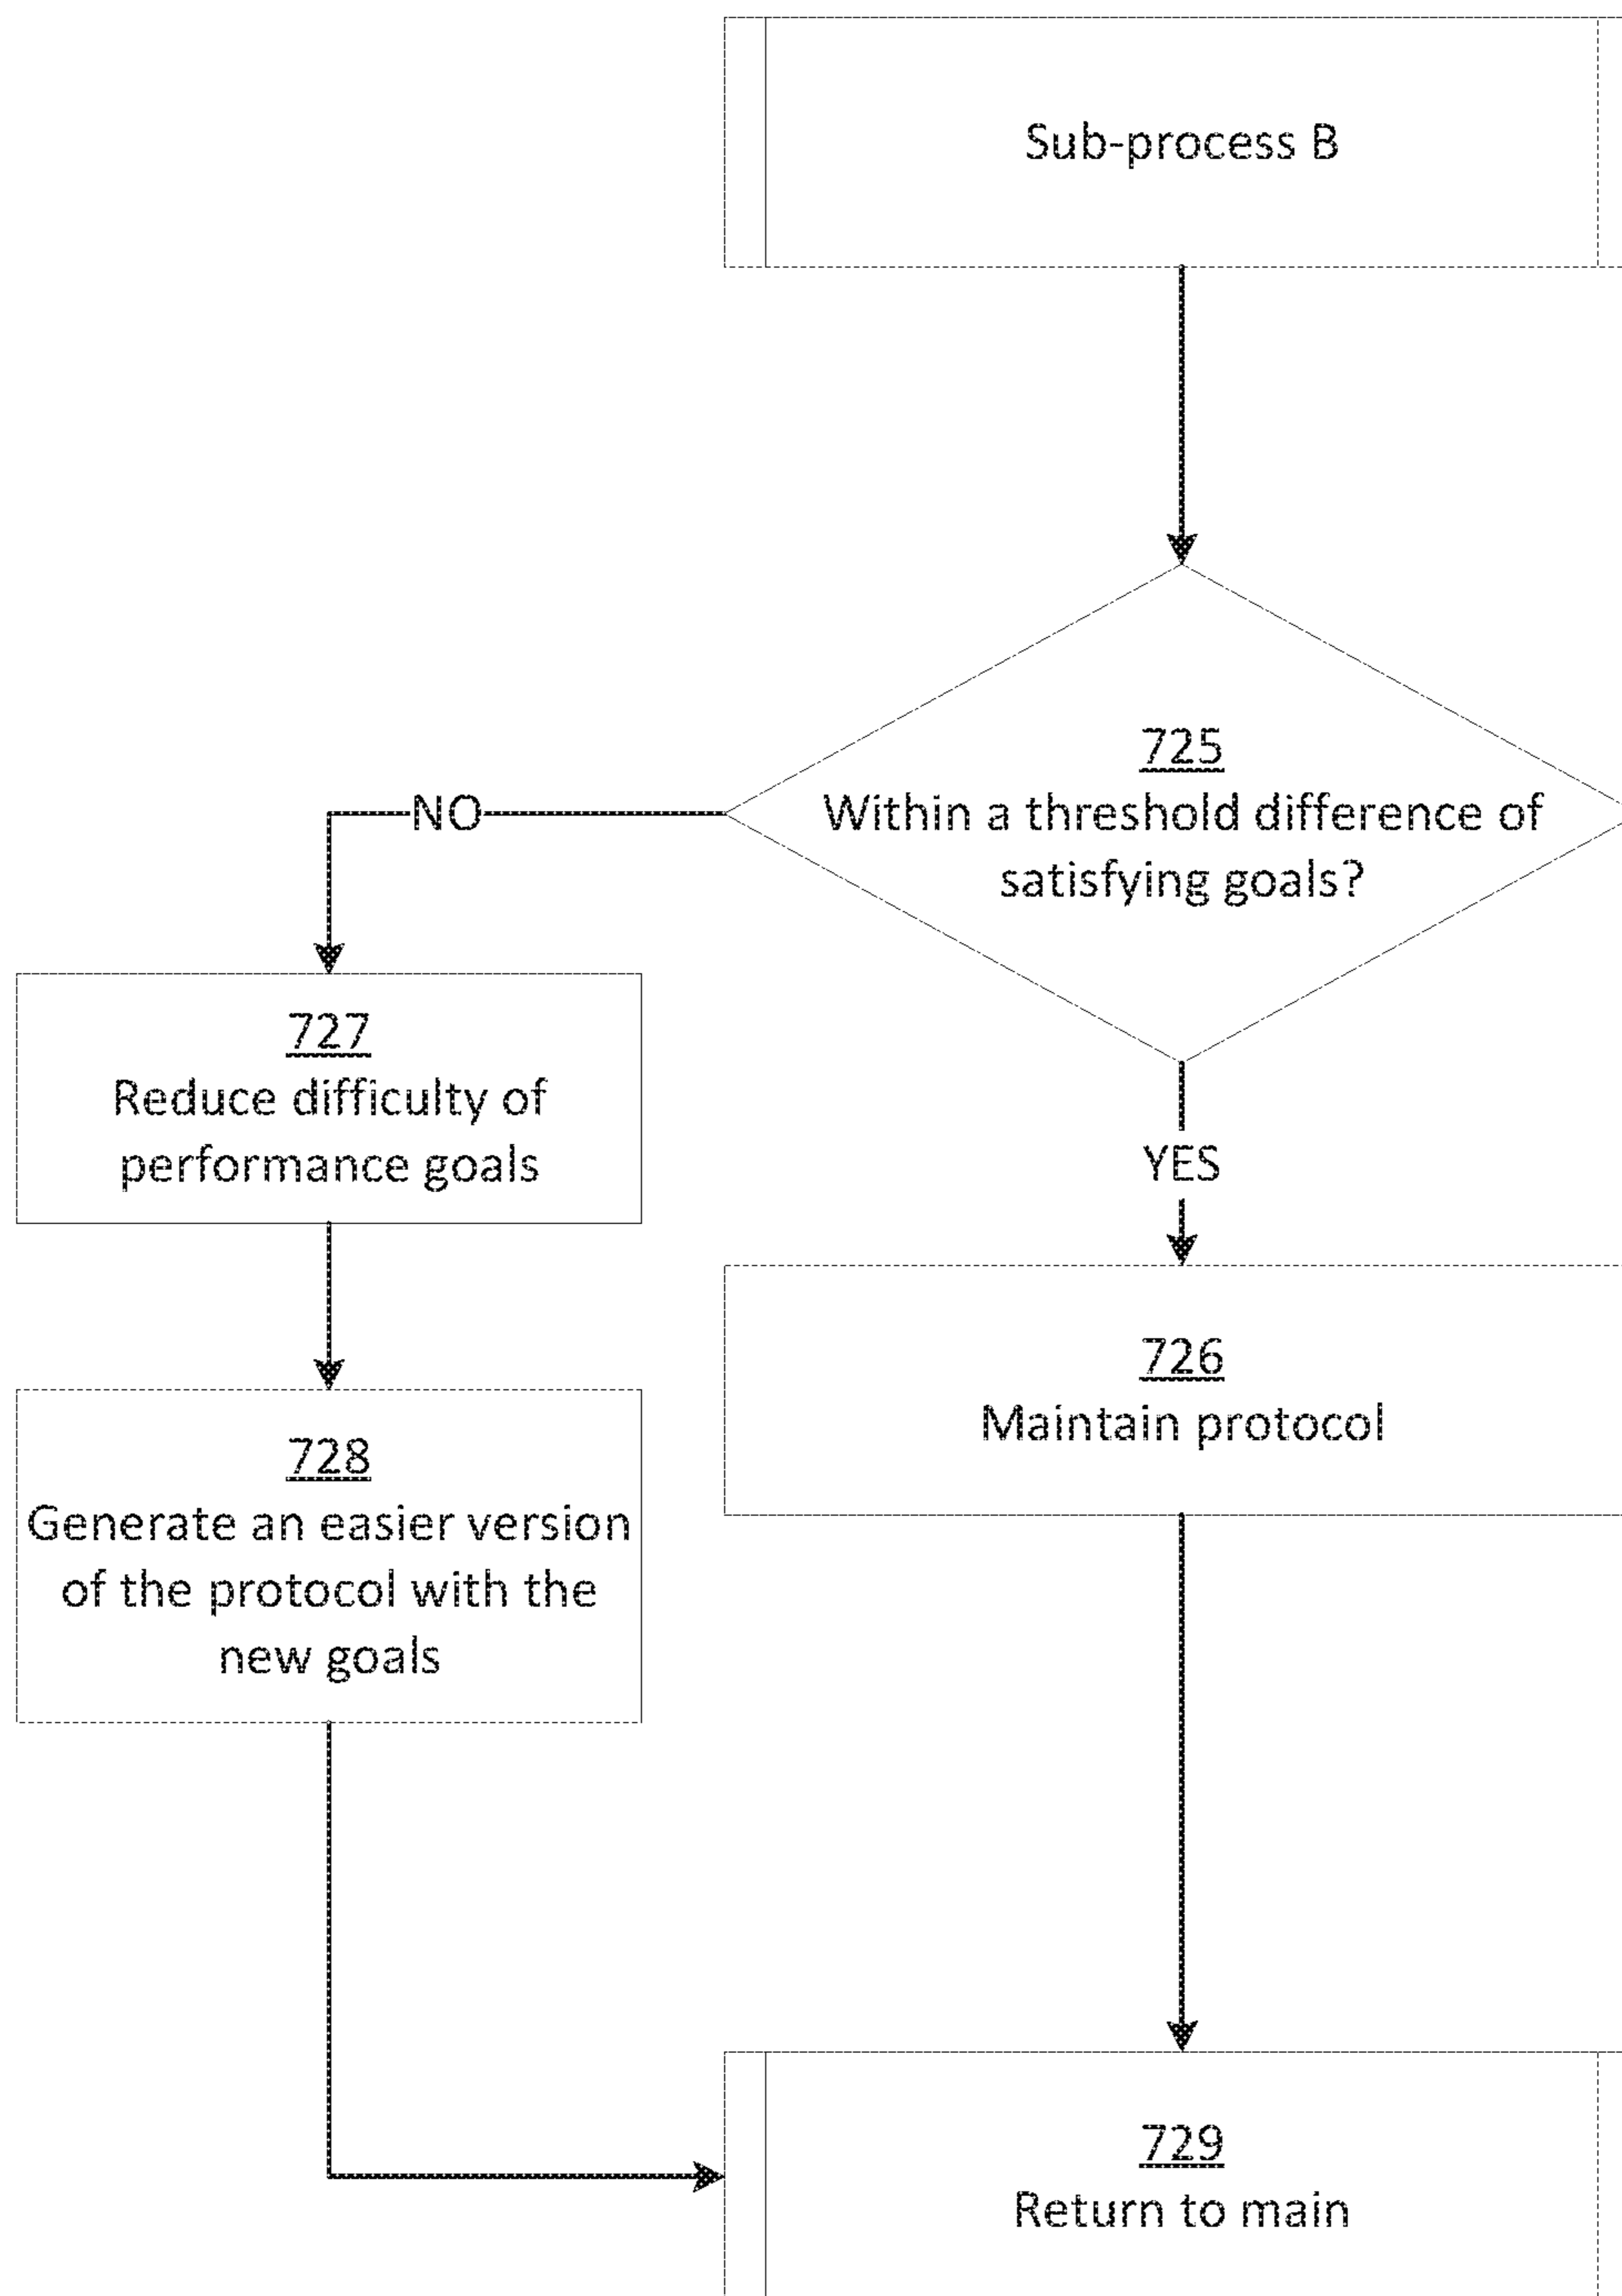 Sub-process B
725
Within a threshold difference of
satisfying goals?
NO
727
Reduce difficulty of
performance goals
YES
726
Maintain protocol
728
Generate an easier version
of the protocol with the
new goals
729
Return to main